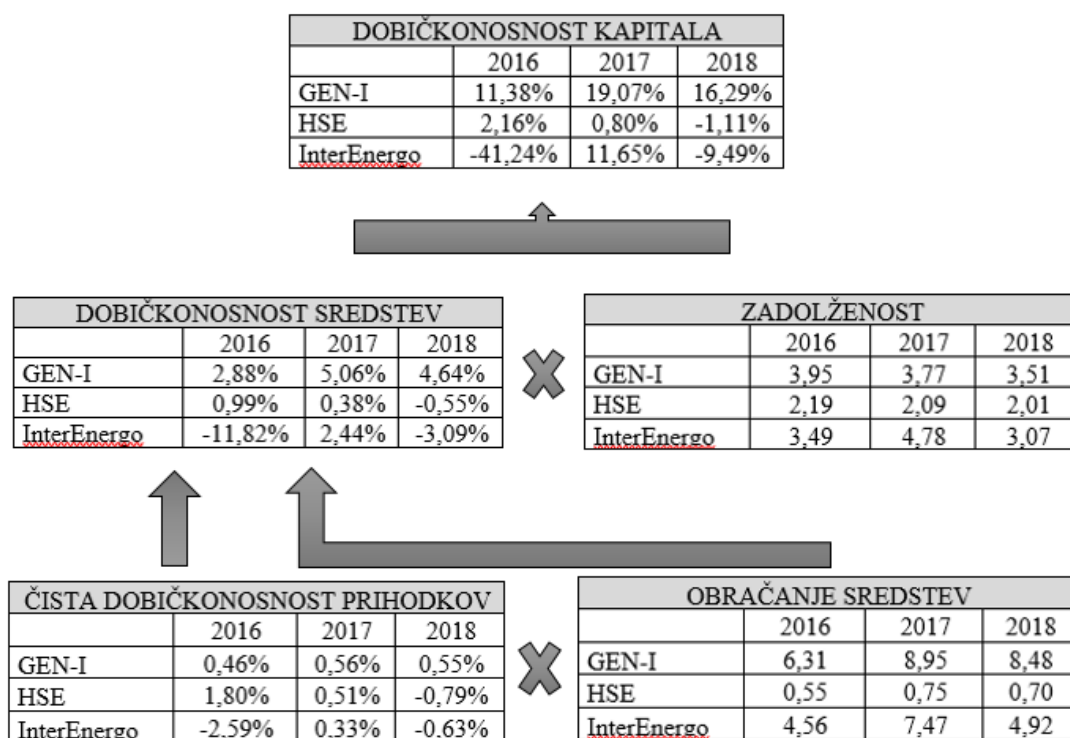 DOBIČKONOSNOST KAPITALA
2016 2017 2018
GEN-I 11,38% 19,07% 16,29%
HSE 2,16% 0,80% -1,11%
InterEnergo -41,24% 11,65% -9,49%
DOBIČKONOSNOST SREDSTEV
2016 2017 2018
GEN-I 2,88% 5,06% 4,64%
HSE 0,99% 0,38% -0,55%
InterEnergo -11,82% 2,44% -3,09%
ZADOLŽENOST
2016 2017 2018
GEN-I 3,95 3,77 3,51
HSE 2,19 2,09 2,01
InterEnergo 3,49 4,78 3,07
ČISTA DOBIČKONOSNOST PRIHODKOV
2016 2017 2018
GEN-I 0,46% 0,56% 0,55%
HSE 1,80% 0,51% -0,79%
InterEnergo -2,59% 0,33% -0,63%
OBRAČANJE SREDSTEV
2016 2017 2018
GEN-I 6,31 8,95 8,48
HSE 0,55 0,75 0,70
InterEnergo 4,56 7,47 4,92